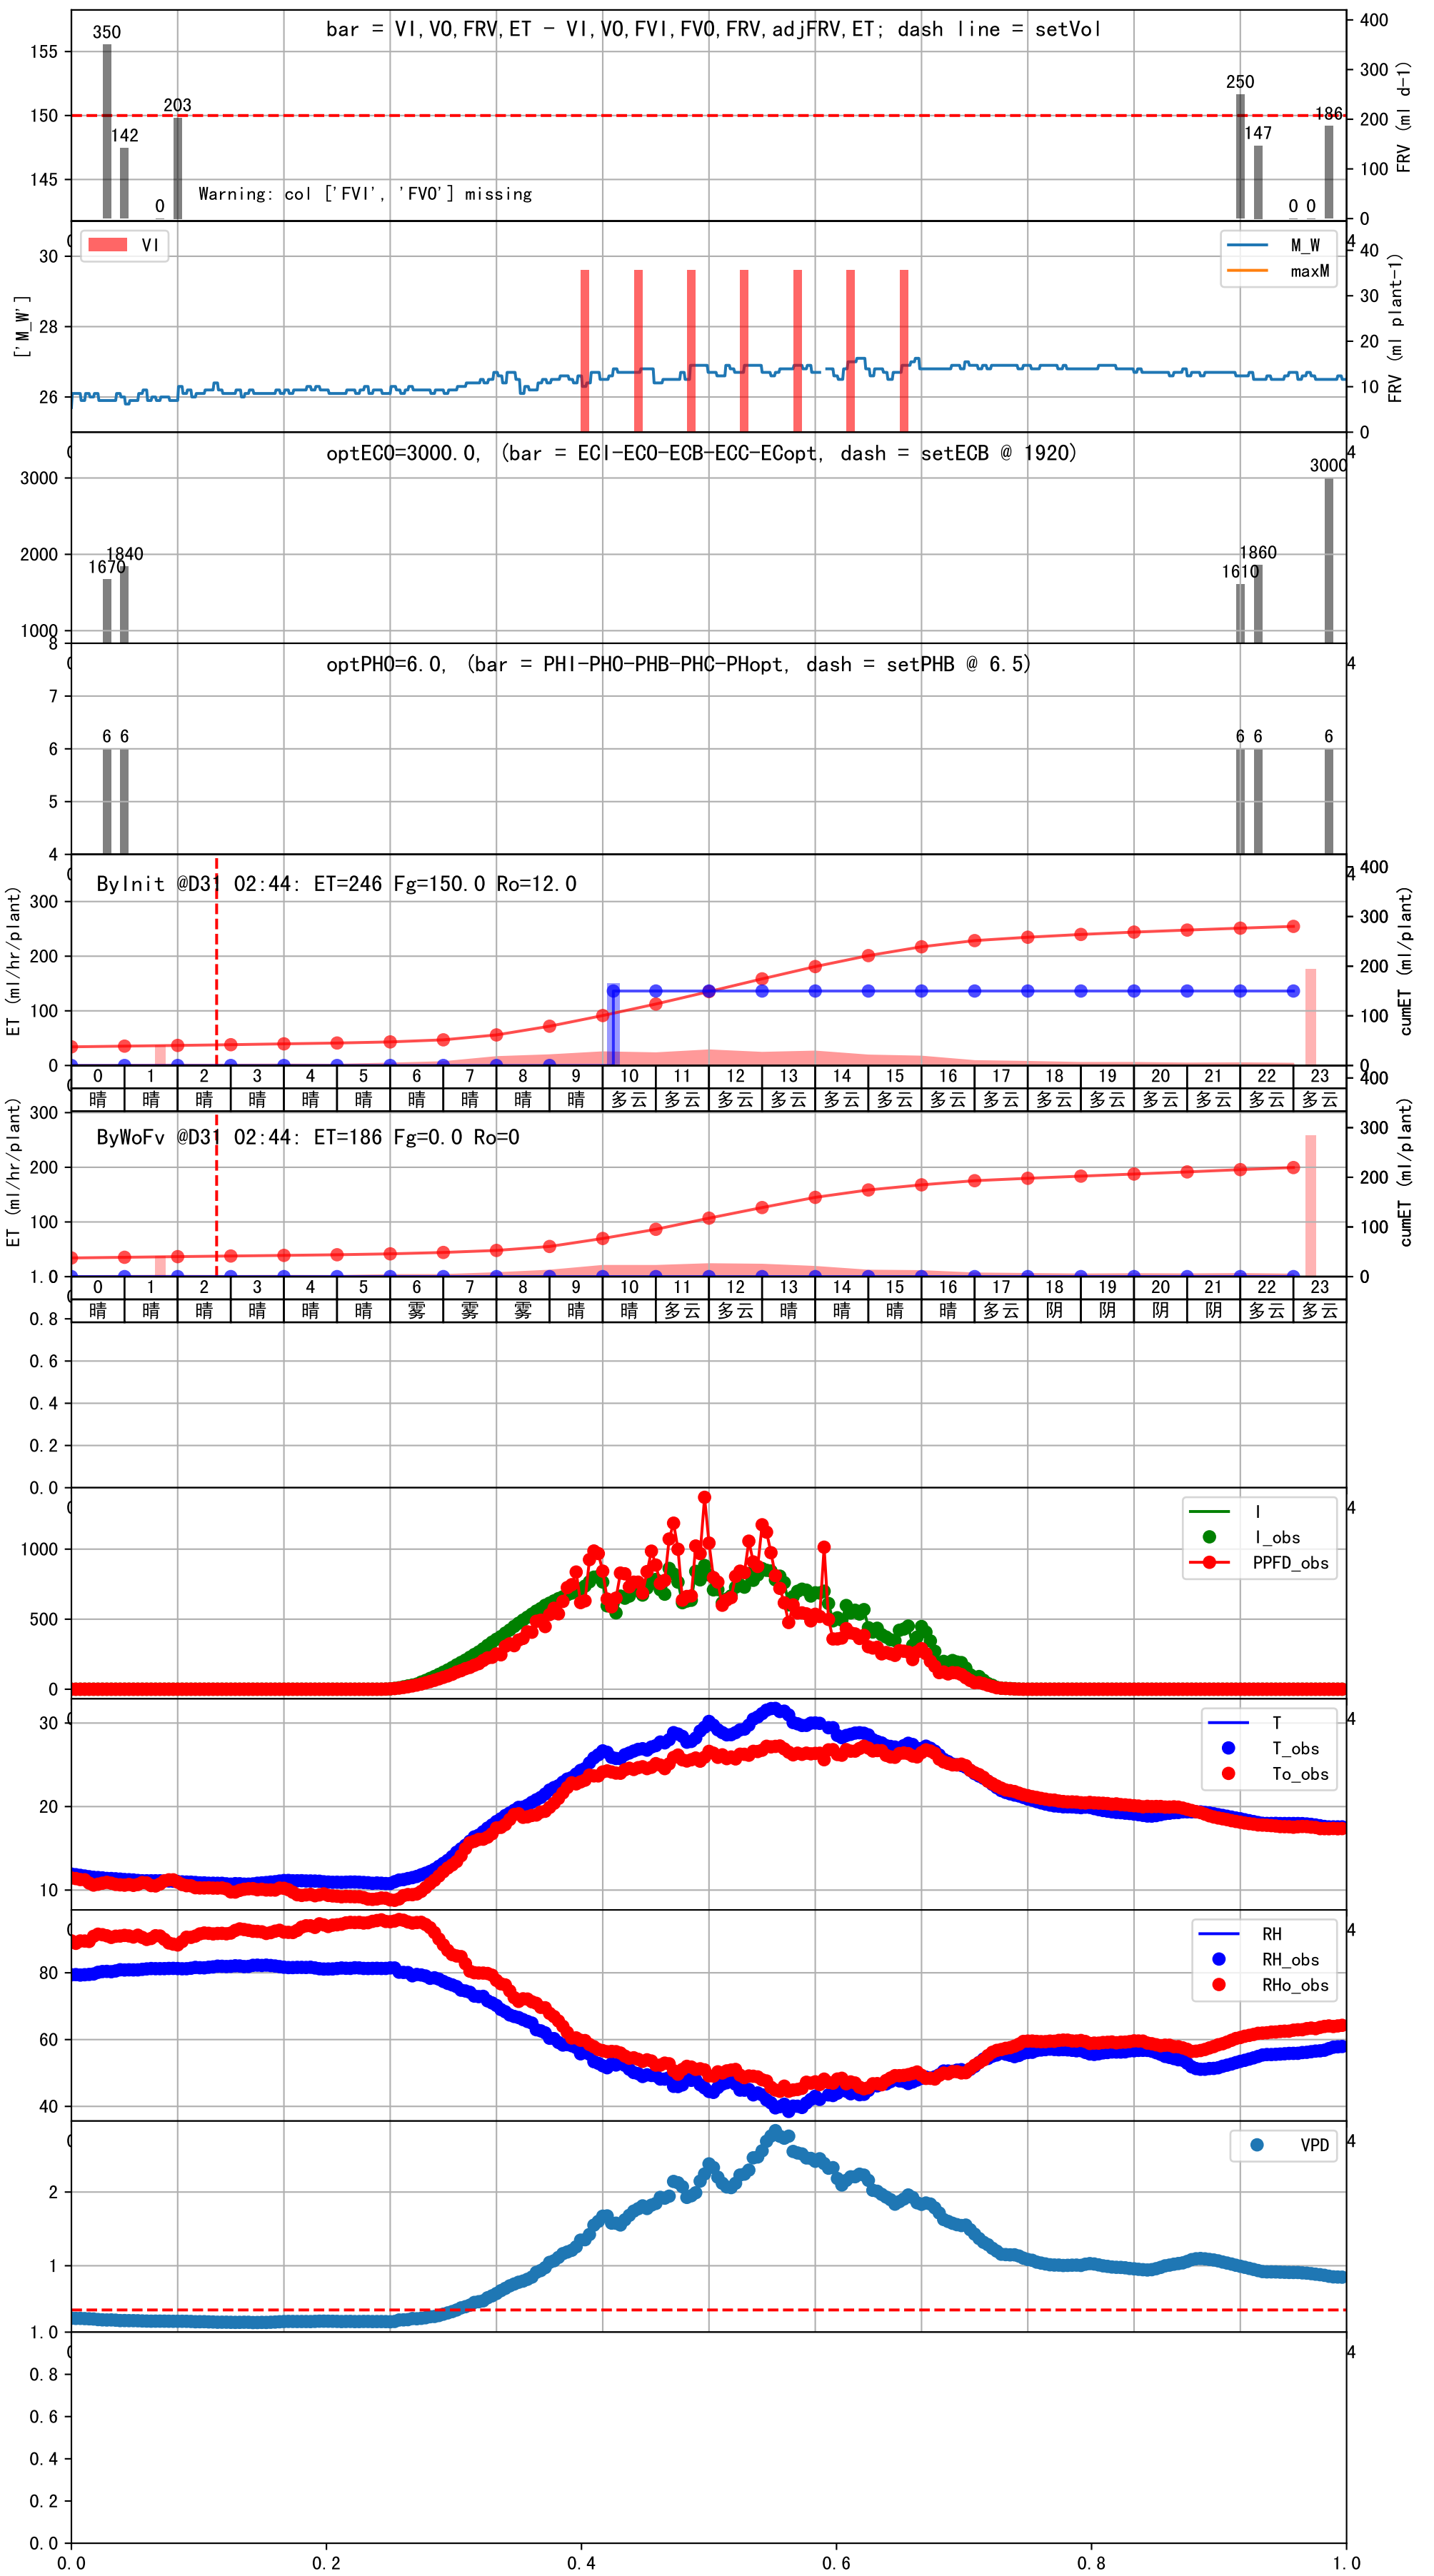 bar = VI,VO,FRV,ET - VI,VO,FVI,FVO,FRV,adjFRV,ET; dash line = setVol
350
142
0
203
250
147
0
0
186
155
150
145
400
300
200
100
0
FRV (ml d-1)
Warning: col ['FVI', 'FVO'] missing
VI
M_W
maxM
30
28
26
['M_W']
40
30
20
10
0
FRV (ml plant-1)
4
optECO=3000.0, (bar = ECI-ECO-ECB-ECC-ECopt, dash = setECB @ 1920)
3000
2000
1000
1670
1840
1610
1860
3000
4
optPHO=6.0, (bar = PHI-PHO-PHB-PHC-PHopt, dash = setPHB @ 6.5)
8
7
6
5
4
6
6
6
6
6
4
ByInit @D31 02:44: ET=246 Fg=150.0 Ro=12.0
300
200
100
0
ET (ml/hr/plant)
400
300
200
100
0
cumET (ml/plant)
0 1 2 3 4 5 6 7 8 9 10 11 12 13 14 15 16 17 18 19 20 21 22 23
晴 晴 晴 晴 晴 晴 晴 晴 晴 晴 多云 多云 多云 多云 多云 多云 多云 多云 多云 多云 多云 多云 多云 多云
ByWoFv @D31 02:44: ET=186 Fg=0.0 Ro=0
300
200
100
ET (ml/hr/plant)
400
300
200
100
0
cumET (ml/plant)
0 1 2 3 4 5 6 7 8 9 10 11 12 13 14 15 16 17 18 19 20 21 22 23
晴 晴 晴 晴 晴 晴 雾 雾 雾 晴 晴 多云 多云 晴 晴 晴 晴 多云 阴 阴 阴 阴 多云 多云
1.0
0.8
0.6
0.4
0.2
0.0
4
I
I_obs
PPFD_obs
1000
500
0
4
T
T_obs
To_obs
30
20
10
4
RH
RH_obs
RHo_obs
80
60
40
4
VPD
2
1
4
1.0
0.8
0.6
0.4
0.2
0.0
0.0 0.2 0.4 0.6 0.8 1.0